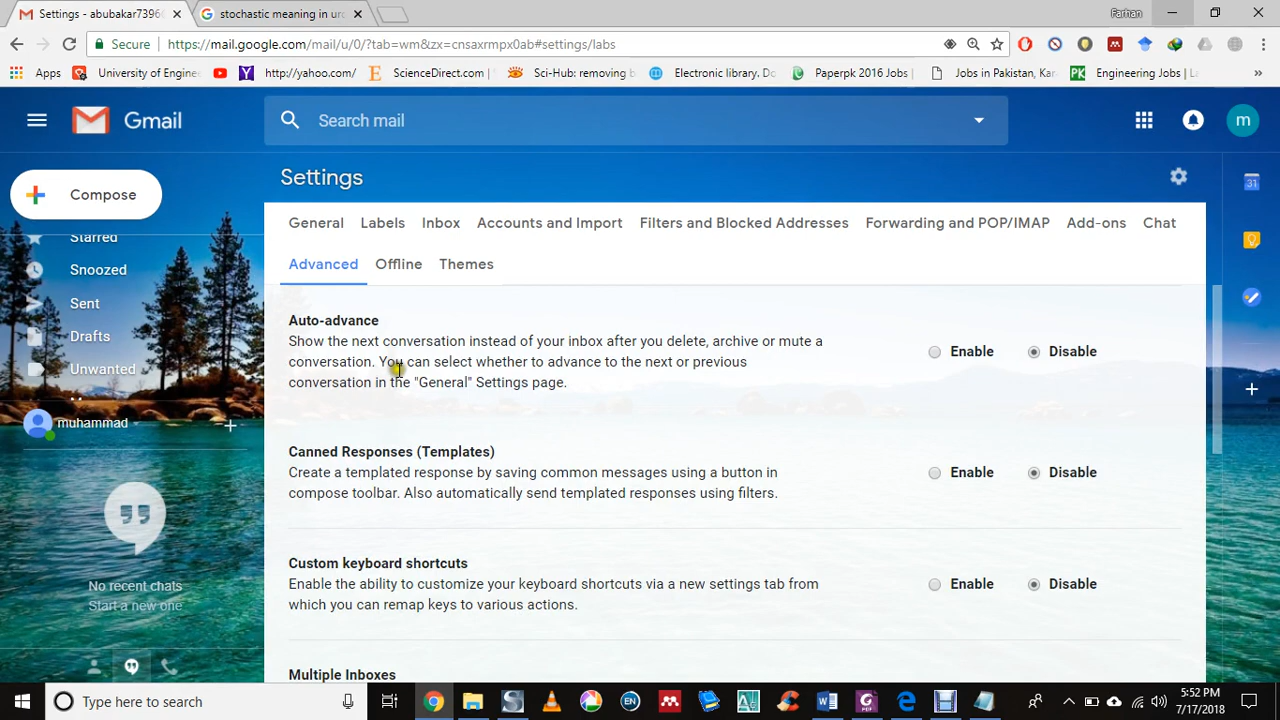 Settings - abubakar7396
stochastic meaning in urd
Farhan
Secure
https://mail.google.com/mail/u/0/?tab=wm&zx=cnsaxrmpx0ab#settings/labs
Apps
University of Engine
http://yahoo.com/
ScienceDirect.com |
Sci-Hub: removing b
Electronic library. Do
Paperpk 2016 Jobs |
Jobs in Pakistan, Kar
Engineering Jobs | La
Gmail
Search mail
m
Compose
Settings
General Labels Inbox Accounts and Import Filters and Blocked Addresses Forwarding and POP/IMAP Add-ons Chat
Advanced Offline Themes
Starred
Snoozed
Sent
Drafts
Unwanted
muhammad
No recent chats
Start a new one
Auto-advance
Show the next conversation instead of your inbox after you delete, archive or mute a
conversation. You can select whether to advance to the next or previous
conversation in the "General" Settings page.
Enable Disable
Canned Responses (Templates)
Create a templated response by saving common messages using a button in
compose toolbar. Also automatically send templated responses using filters.
Enable Disable
Custom keyboard shortcuts
Enable the ability to customize your keyboard shortcuts via a new settings tab from
which you can remap keys to various actions.
Enable Disable
Multiple Inboxes
31
Type here to search
5:52 PM
7/17/2018